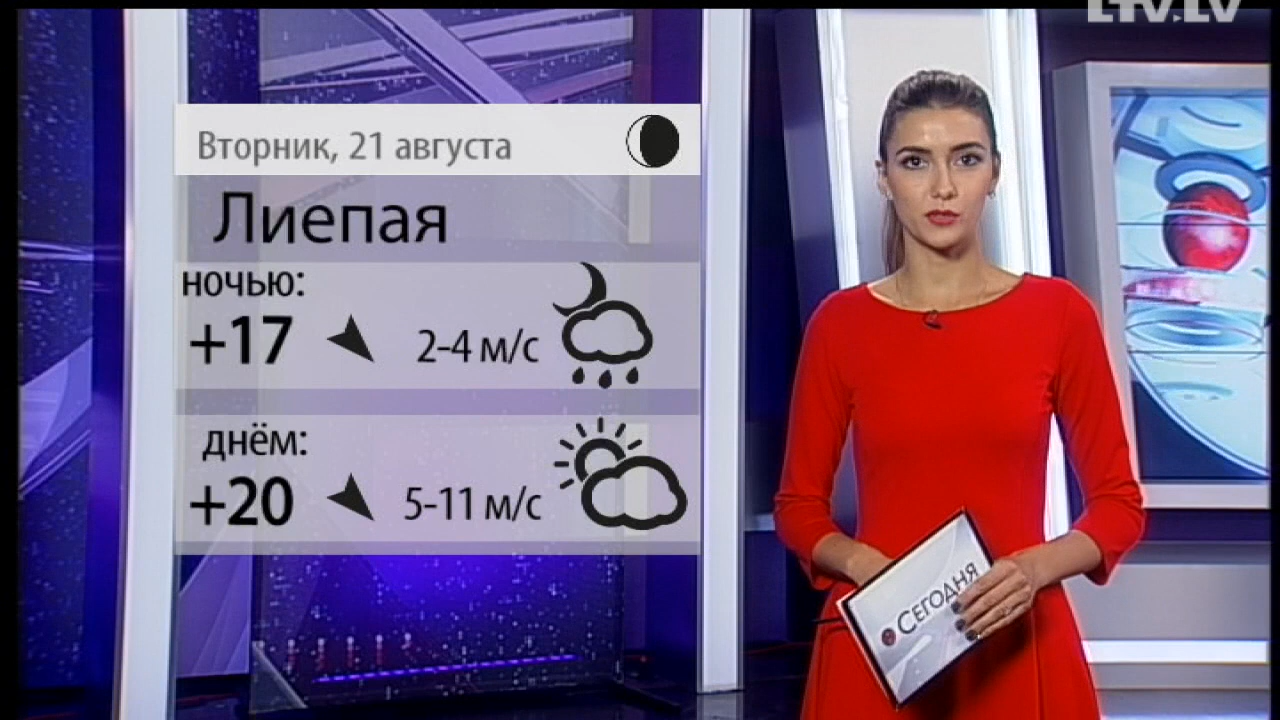 LTV.LV
Вторник, 21 августа
Лиепая
ночью:
+17 2-4 м/с
днём:
+20 5-11 м/с
СЕГОДНЯ